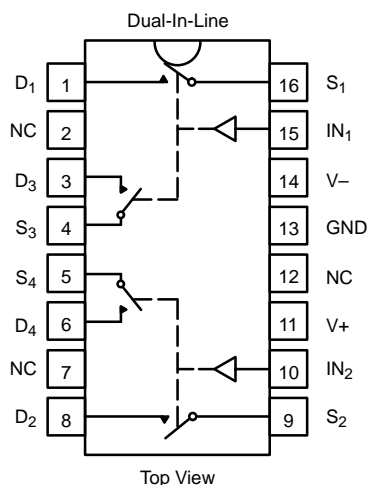 Dual-In-Line
D₁ 1 16 S₁
NC 2 15 IN₁
D₃ 3 14 V–
S₃ 4 13 GND
S₄ 5 12 NC
D₄ 6 11 V+
NC 7 10 IN₂
D₂ 8 9 S₂
Top View